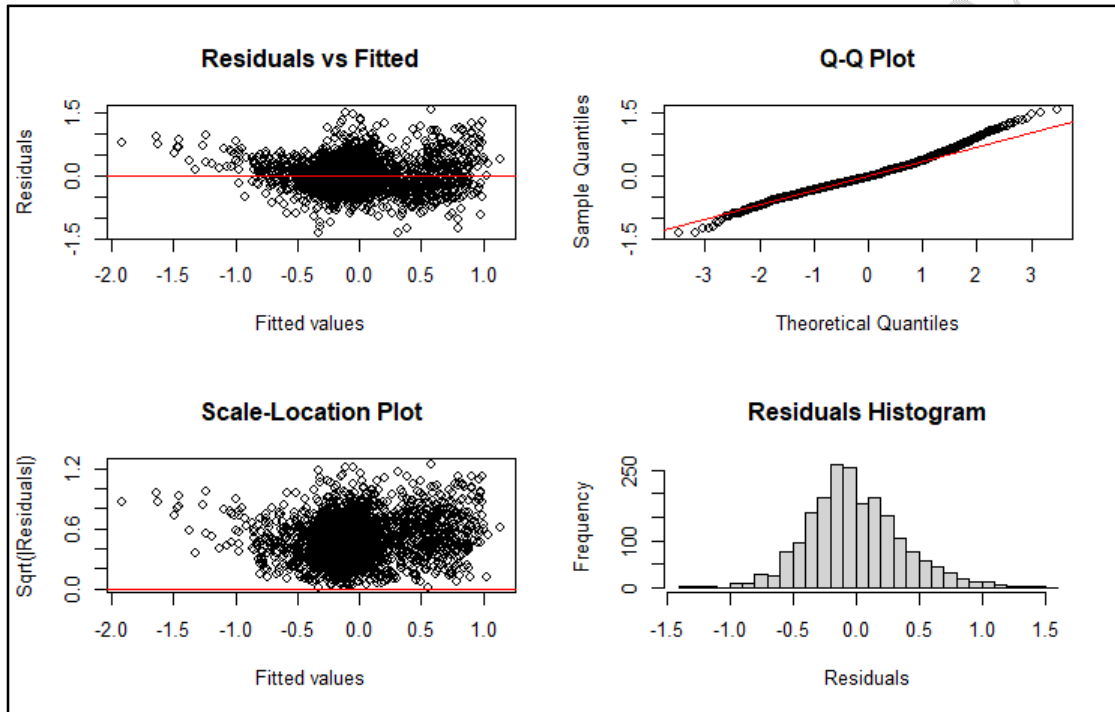 Residuals vs Fitted
Residuals
1.5
0.0
-1.5
-2.0 -1.5 -1.0 -0.5 0.0 0.5 1.0
Fitted values
Q-Q Plot
Sample Quantiles
1.5
0.0
-1.5
-3 -2 -1 0 1 2 3
Theoretical Quantiles
Scale-Location Plot
Sqrt(|Residuals|)
1.2
0.6
0.0
-2.0 -1.5 -1.0 -0.5 0.0 0.5 1.0
Fitted values
Residuals Histogram
Frequency
250
100
0
-1.5 -1.0 -0.5 0.0 0.5 1.0 1.5
Residuals